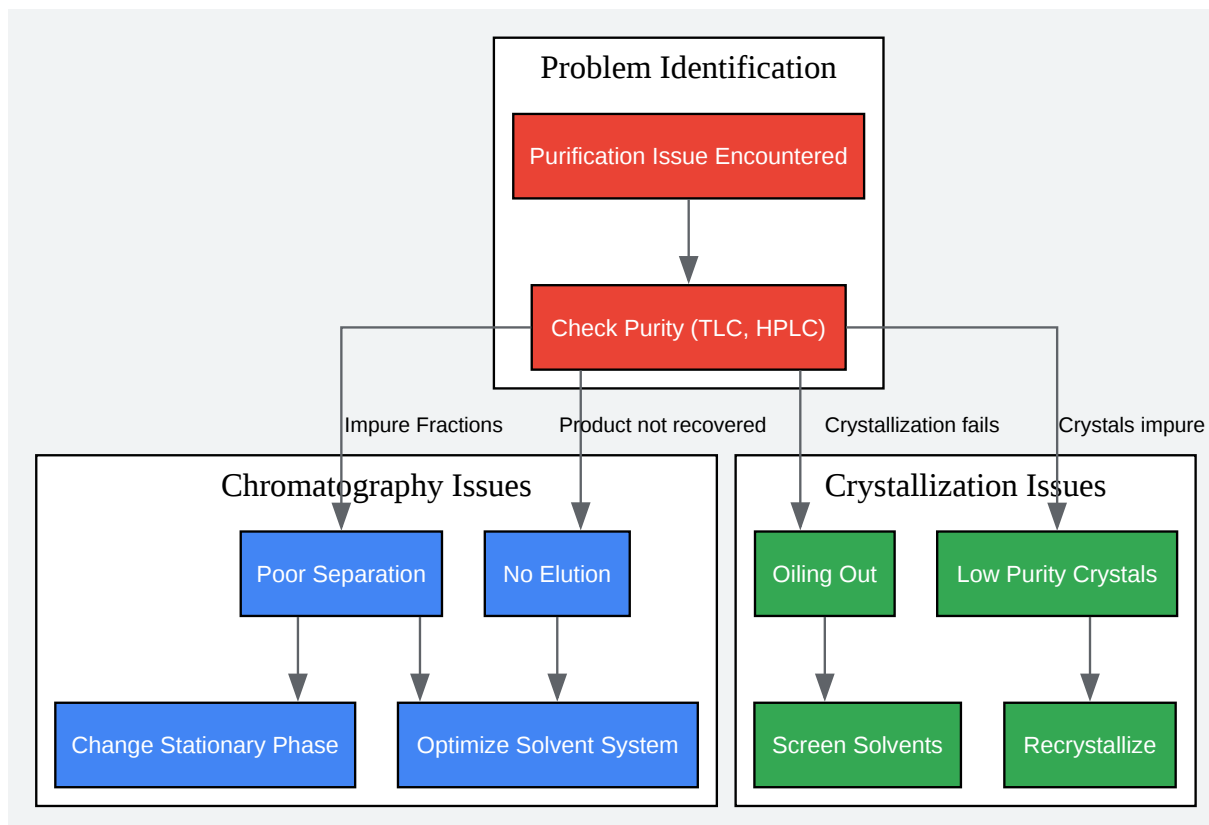 Problem Identification
Purification Issue Encountered
Check Purity (TLC, HPLC)
Impure Fractions
Product not recovered
Crystallization fails
Crystals impure
Chromatography Issues
Crystallization Issues
Poor Separation
No Elution
Oiling Out
Low Purity Crystals
Change Stationary Phase
Optimize Solvent System
Screen Solvents
Recrystallize